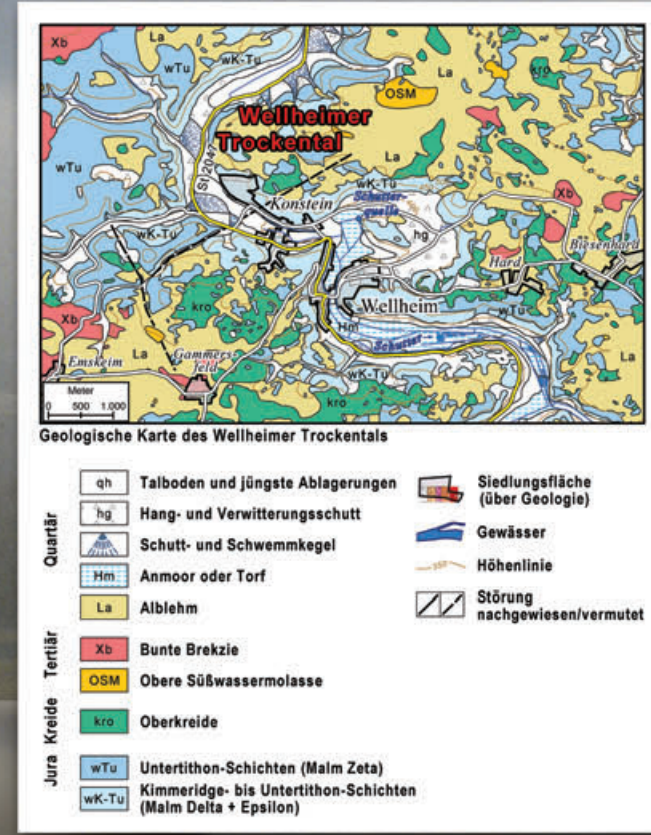 Xb
La
wK-Tu
wTu
OSM
La
kro
Wellheimer
Trockental
wTu
St 2047
La
wK-Tu
Konstein
Schutter-
quelle
Xb
wK-Tu
hg
Biesenhard
Hard
kro
Wellheim
Xb
Hm
Schutter
La
Emskeim
Gammers-
feld
wK-Tu
La
kro
Meter
0 500 1.000
Geologische Karte des Wellheimer Trockentals
Quartär
qh Talboden und jüngste Ablagerungen
hg Hang- und Verwitterungsschutt
Schutt- und Schwemmkegel
Hm Anmoor oder Torf
La Alblehm
Tertiär
Xb Bunte Brekzie
OSM Obere Süßwassermolasse
Kreide
kro Oberkreide
Jura
wTu Untertithon-Schichten (Malm Zeta)
wK-Tu Kimmeridge- bis Untertithon-Schichten
(Malm Delta + Epsilon)
Siedlungsfläche
(über Geologie)
Gewässer
350
Höhenlinie
Störung
nachgewiesen/vermutet